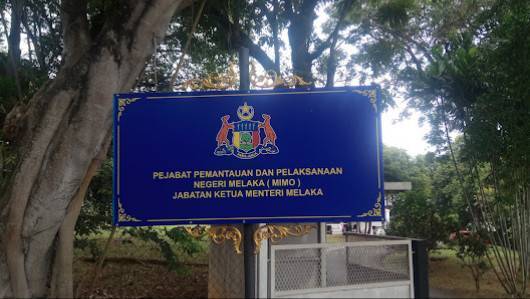 PEJABAT PEMANTAUAN DAN PELAKSANAAN
NEGERI MELAKA ( MIMO )
JABATAN KETUA MENTERI MELAKA